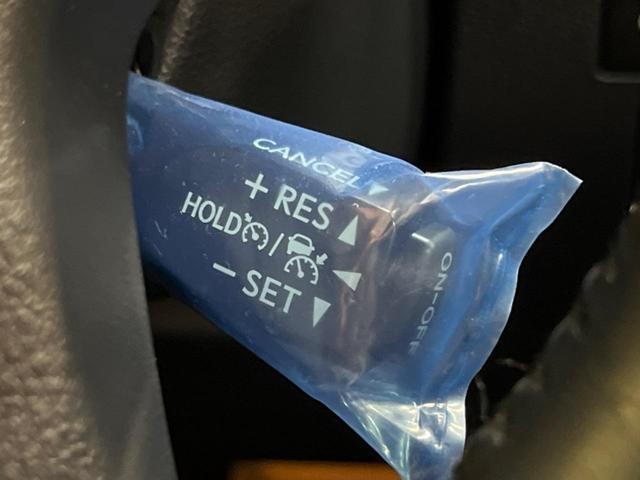 CANCEL
+ RES
HOLD /
- SET
ON-OFF